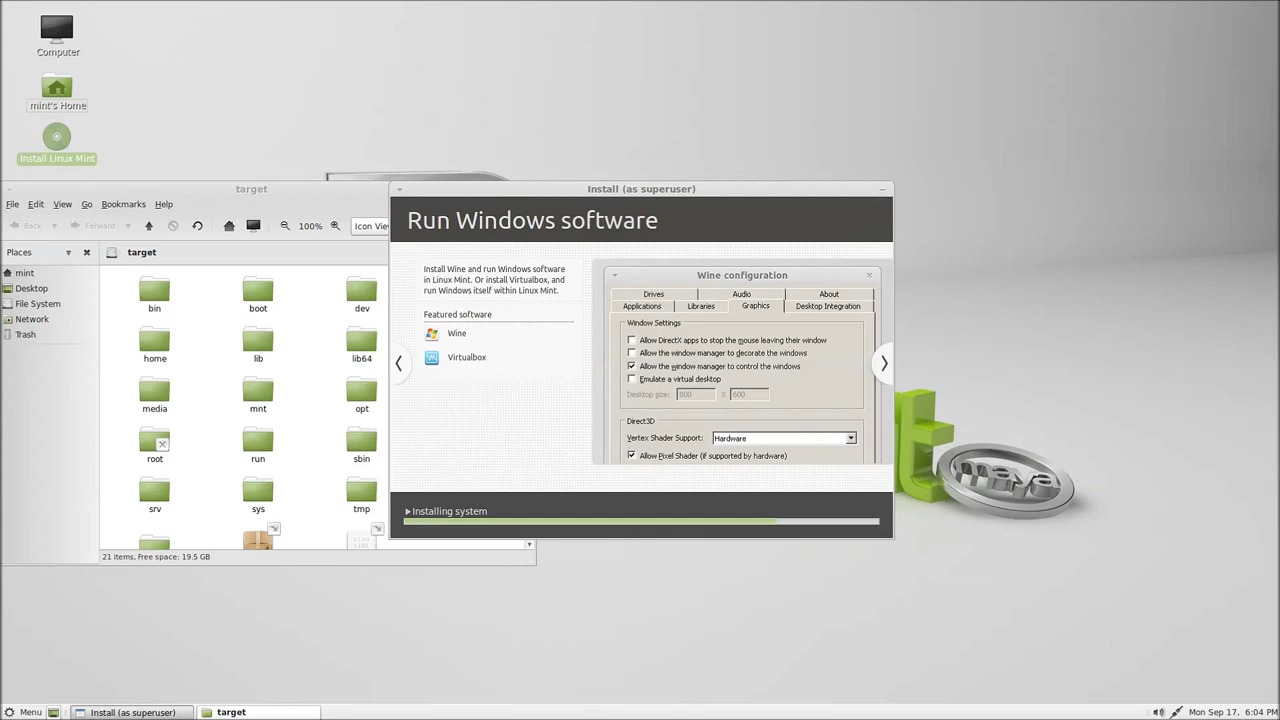 Computer
mint's Home
Install Linux Mint
target
File Edit View Go Bookmarks Help
Back Forward 100% Icon Vie
Places
target
mint
Desktop
File System
Network
Trash
bin boot dev
home lib lib64
media mnt opt
root run sbin
srv sys tmp
21 items, Free space: 19.5 GB
Install (as superuser)
Run Windows software
Install Wine and run Windows software
in Linux Mint. Or install Virtualbox, and
run Windows itself within Linux Mint.
Featured software
Wine
Virtualbox
Wine configuration
Drives Audio About
Applications Libraries Graphics Desktop Integration
Window Settings
Allow DirectX apps to stop the mouse leaving their window
Allow the window manager to decorate the windows
Allow the window manager to control the windows
Emulate a virtual desktop
Desktop size: 800 X 600
Direct3D
Vertex Shader Support: Hardware
Allow Pixel Shader (if supported by hardware)
Installing system
t
maya
Menu Install (as superuser) target Mon Sep 17, 6:04 PM